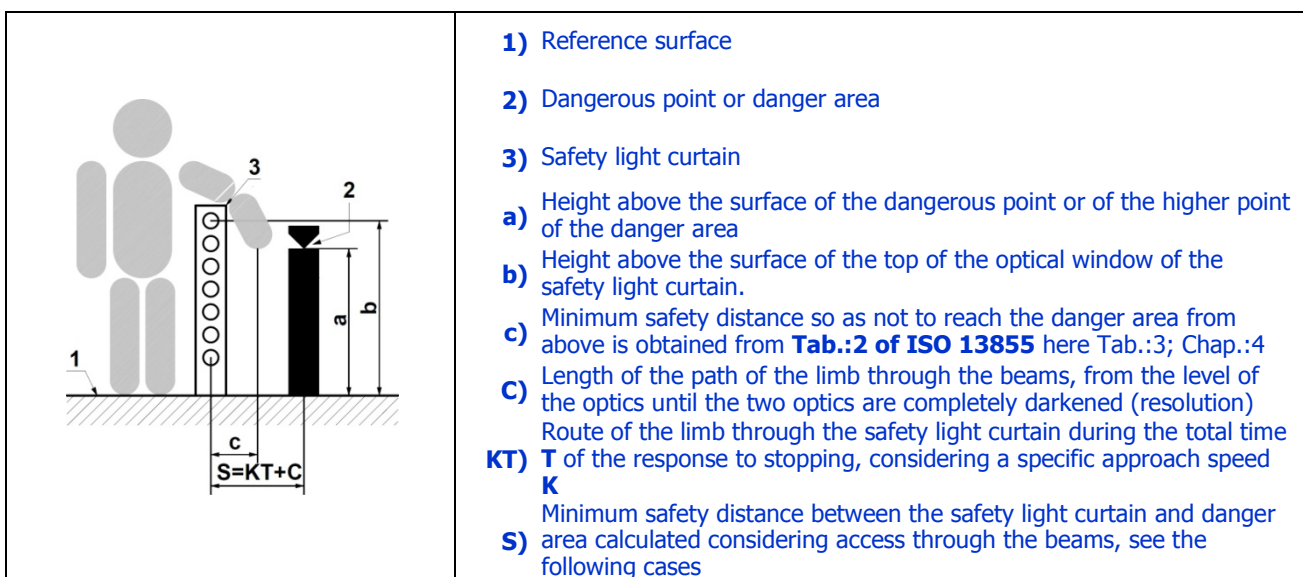 3
2
a
b
1
c
S=KT+C
1) Reference surface
2) Dangerous point or danger area
3) Safety light curtain
a) Height above the surface of the dangerous point or of the higher point
of the danger area
b) Height above the surface of the top of the optical window of the
safety light curtain.
c) Minimum safety distance so as not to reach the danger area from
above is obtained from Tab.:2 of ISO 13855 here Tab.:3; Chap.:4
C) Length of the path of the limb through the beams, from the level of
the optics until the two optics are completely darkened (resolution)
Route of the limb through the safety light curtain during the total time
KT) T of the response to stopping, considering a specific approach speed
K
Minimum safety distance between the safety light curtain and danger
S) area calculated considering access through the beams, see the
following cases